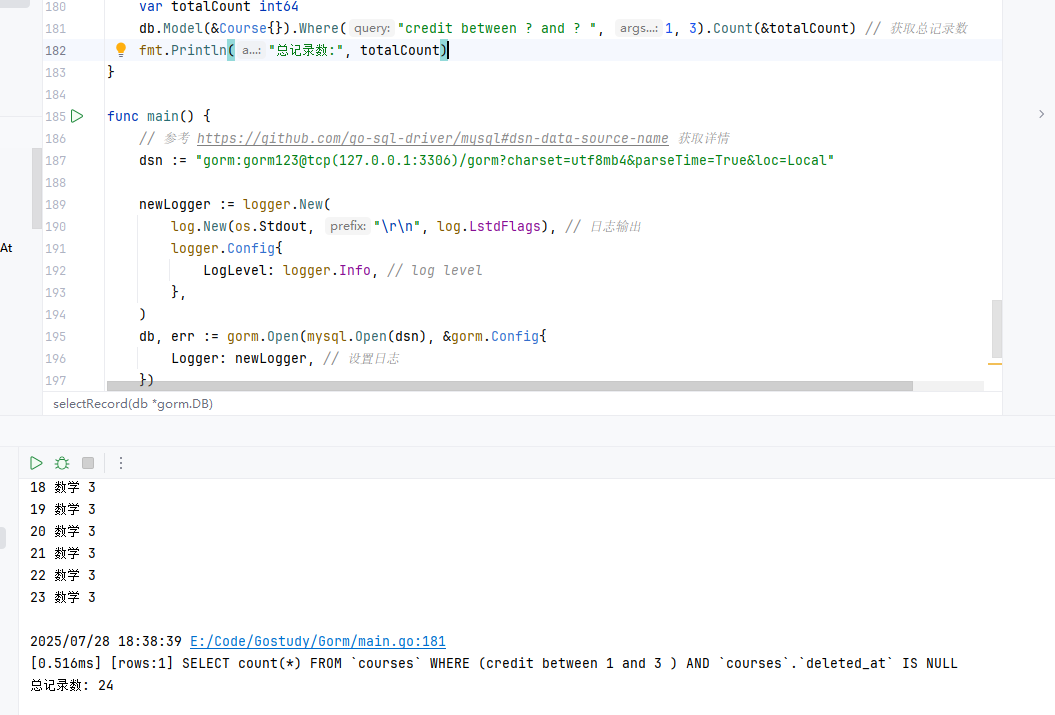 180 var totalCount int64
181 db.Model(&Course{}).Where( query: "credit between ? and ? ", args...: 1, 3).Count(&totalCount) // 获取总记录数
182 fmt.Println( a...: "总记录数:", totalCount)
183 }
184
185 func main() {
186 // 参考 https://github.com/go-sql-driver/mysql#dsn-data-source-name 获取详情
187 dsn := "gorm:gorm123@tcp(127.0.0.1:3306)/gorm?charset=utf8mb4&parseTime=True&loc=Local"
188
189 newLogger := logger.New(
190 log.New(os.Stdout, prefix: "\r\n", log.LstdFlags), // 日志输出
At
191 logger.Config{
192 LogLevel: logger.Info, // log level
193 },
194 )
195 db, err := gorm.Open(mysql.Open(dsn), &gorm.Config{
196 Logger: newLogger, // 设置日志
197 })
selectRecord(db *gorm.DB)
18 数学 3
19 数学 3
20 数学 3
21 数学 3
22 数学 3
23 数学 3
2025/07/28 18:38:39 E:/Code/Gostudy/Gorm/main.go:181
[0.516ms] [rows:1] SELECT count(*) FROM `courses` WHERE (credit between 1 and 3 ) AND `courses`.`deleted_at` IS NULL
总记录数: 24